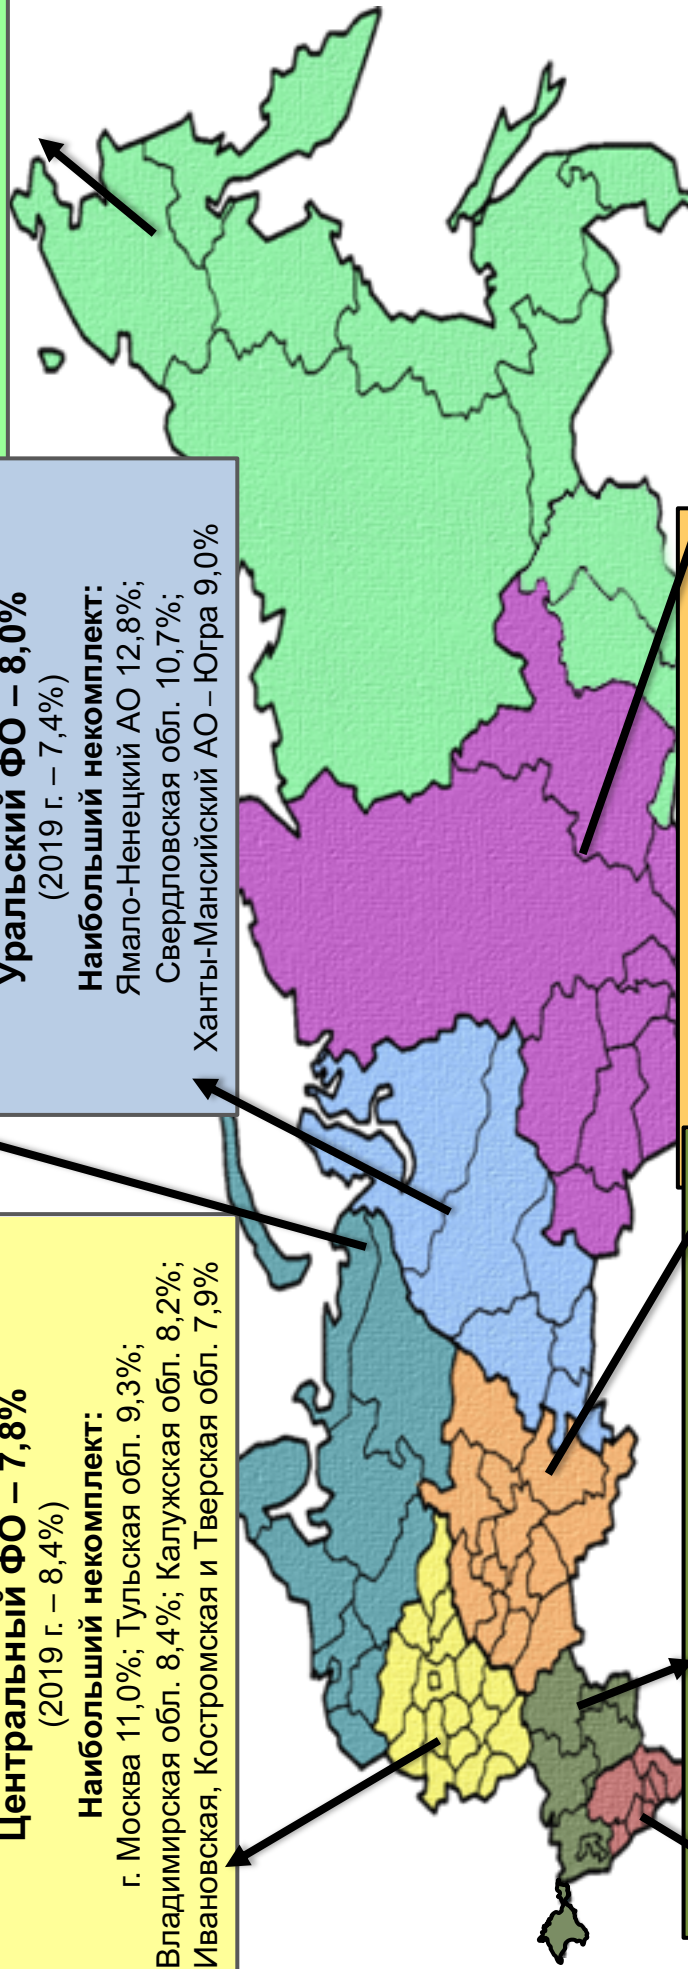 Центральный ФО – 7,8%
(2019 г. – 8,4%)
Наибольший некомплект:
г. Москва 11,0%; Тульская обл. 9,3%;
Владимирская обл. 8,4%; Калужская обл. 8,2%;
Ивановская, Костромская и Тверская обл. 7,9%
Уральский ФО – 8,0%
(2019 г. – 7,4%)
Наибольший некомплект:
Ямало-Ненецкий АО 12,8%;
Свердловская обл. 10,7%;
Ханты-Мансийский АО – Югра 9,0%